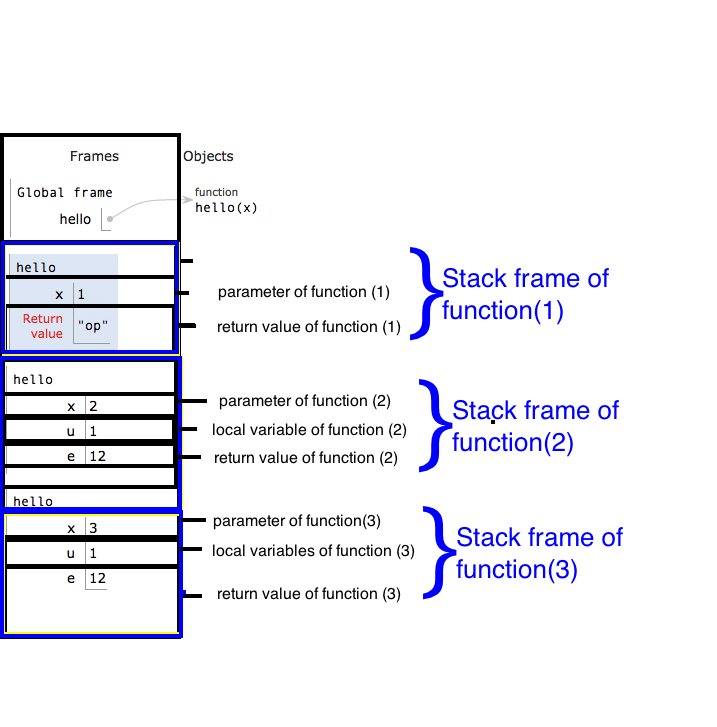 Frames Objects
Global frame
function
hello hello(x)
hello
x 1 parameter of function (1)
Return value "op" return value of function (1)
Stack frame of
function(1)
hello
x 2 parameter of function (2)
u 1 local variable of function (2)
e 12 return value of function (2)
Stack frame of
function(2)
hello
x 3 parameter of function(3)
u 1 local variables of function (3)
e 12
return value of function (3)
Stack frame of
function(3)